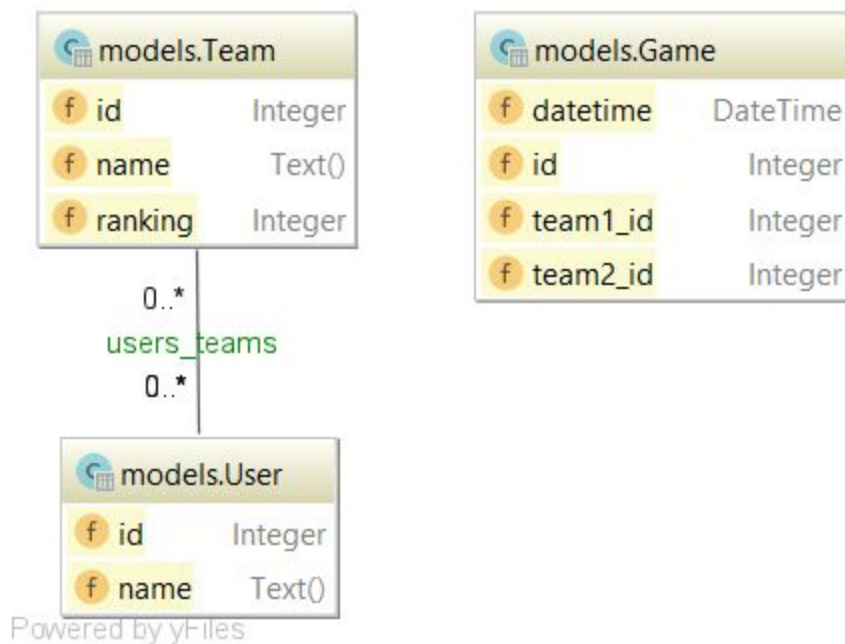 models.Team
f id Integer
f name Text()
f ranking Integer
models.Game
f datetime DateTime
f id Integer
f team1_id Integer
f team2_id Integer
0..*
users_teams
0..*
models.User
f id Integer
f name Text()
Powered by yFiles